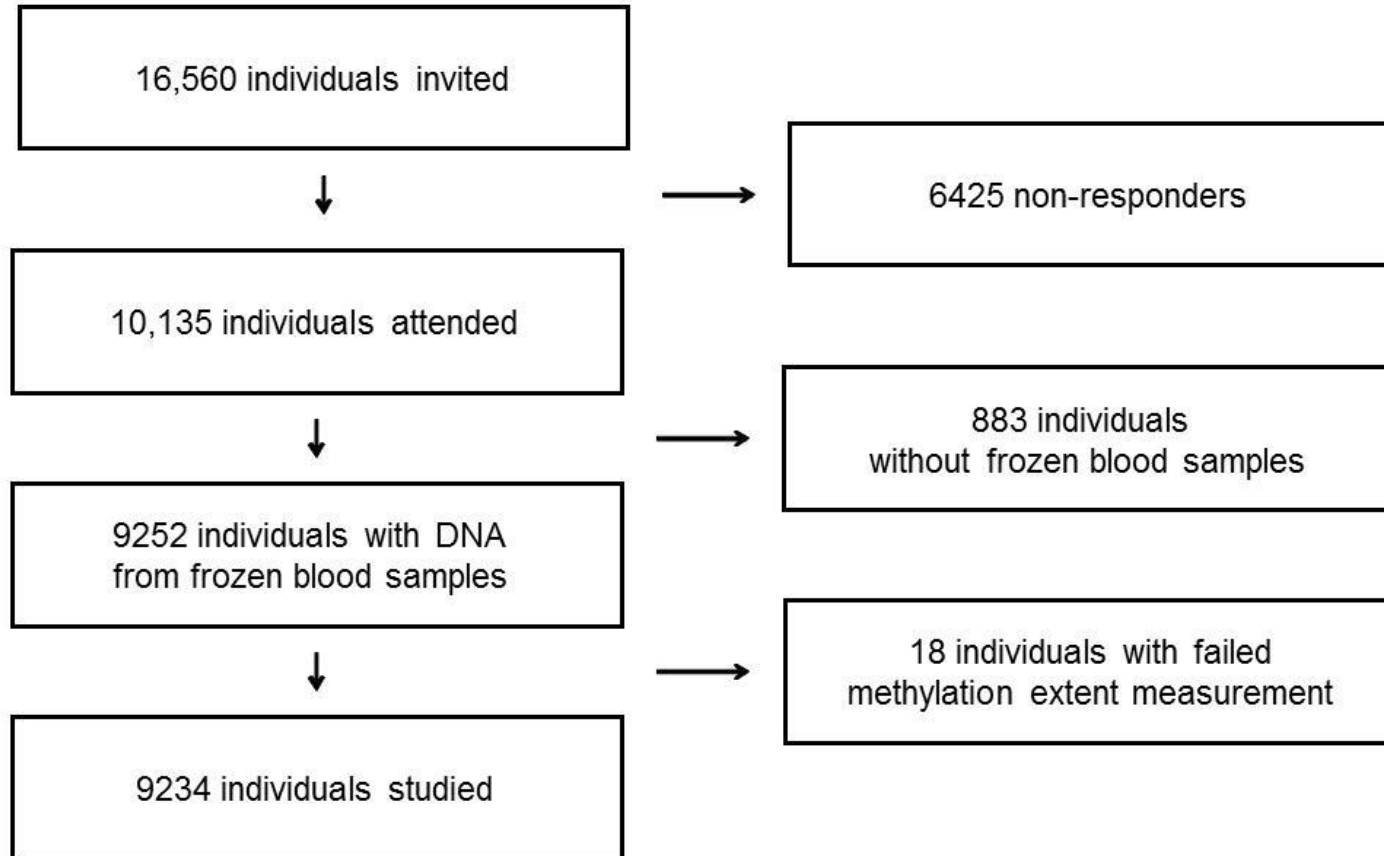 16,560 individuals invited
6425 non-responders
10,135 individuals attended
883 individuals
without frozen blood samples
9252 individuals with DNA
from frozen blood samples
18 individuals with failed
methylation extent measurement
9234 individuals studied